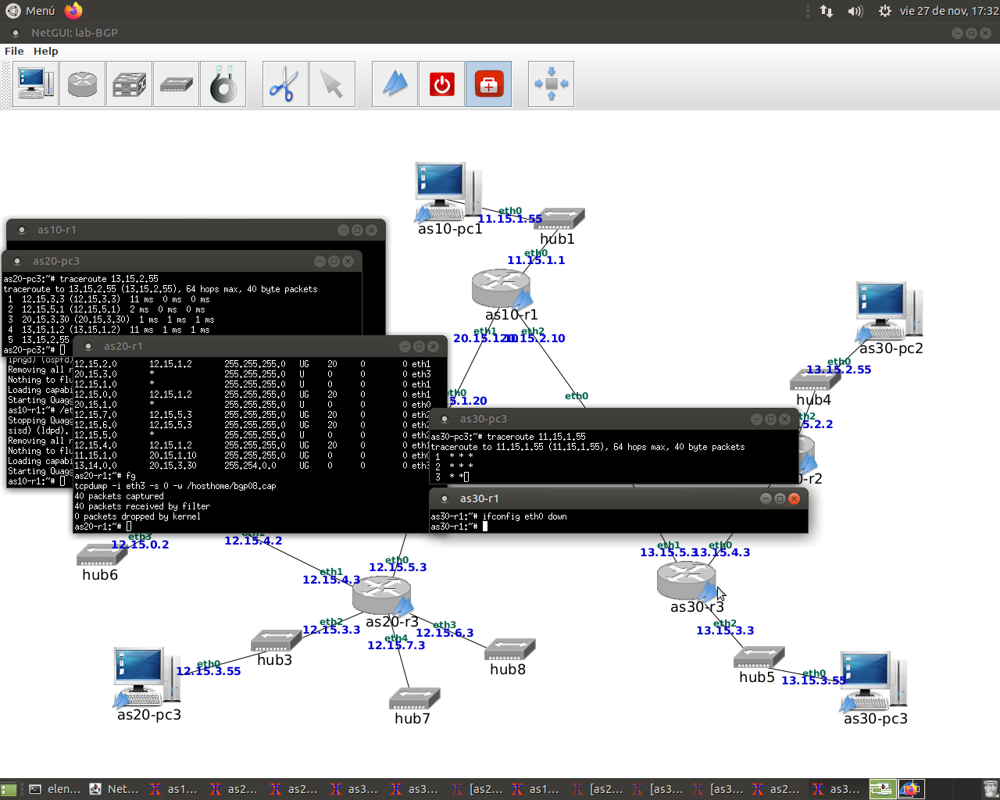 Menú
vie 27 de nov, 17:32
NetGUI: lab-BGP
File Help
as10-pc1
eth0
11.15.1.55
hub1
eth0
11.15.1.1
as10-r1
eth1
eth2
20.15.1.20
10.15.2.10
5.1.20
eth0
as30-pc2
eth0
13.15.2.55
hub4
5.2.2
as10-r1
as20-pc3
as20-pc3:~# traceroute 13.15.2.55
traceroute to 13.15.2.55 (13.15.2.55), 64 hops max, 40 byte packets
1 12.15.3.3 (12.15.3.3) 11 ms 0 ms 0 ms
2 12.15.5.1 (12.15.5.1) 2 ms 0 ms 0 ms
3 20.15.3.30 (20.15.3.30) 1 ms 1 ms 1 ms
4 13.15.1.2 (13.15.1.2) 11 ms 1 ms 1 ms
5 13.15.2.55
as20-pc3:~#
ipngd) (ospfd)
Removing all r
Nothing to flu
Loading capabi
Starting Quagg
as10-r1:~# /et
Stopping Quagg
sisd) (ldpd).
Removing all r
Nothing to flu
Loading capabi
Starting Quagg
as10-r1:~#
as20-r1
12.15.2.0 12.15.1.2 255.255.255.0 UG 20 0 0 eth1
20.15.3.0 * 255.255.255.0 U 0 0 0 eth3
12.15.1.0 * 255.255.255.0 U 0 0 0 eth1
12.15.0.0 12.15.1.2 255.255.255.0 UG 20 0 0 eth1
20.15.1.0 * 255.255.255.0 U 0 0 0 eth0
12.15.7.0 12.15.5.3 255.255.255.0 UG 20 0 0 eth2
12.15.6.0 12.15.5.3 255.255.255.0 UG 20 0 0 eth2
12.15.5.0 * 255.255.255.0 U 0 0 0 eth2
12.15.4.0 12.15.1.2 255.255.255.0 UG 20 0 0 eth1
11.15.1.0 20.15.1.10 255.255.255.0 UG 0 0 0 eth0
13.14.0.0 20.15.3.30 255.254.0.0 UG 0 0 0 eth3
as20-r1:~# fg
tcpdump -i eth3 -s 0 -w /hosthome/bgp08.cap
40 packets captured
40 packets received by filter
0 packets dropped by kernel
as20-r1:~#
as30-pc3
as30-pc3:~# traceroute 11.15.1.55
traceroute to 11.15.1.55 (11.15.1.55), 64 hops max, 40 byte packets
1 * * *
2 * * *
3 * *
-r2
as30-r1
as30-r1:~# ifconfig eth0 down
as30-r1:~#
12.15.0.2
hub6
12.15.4.2
eth0
12.15.5.3
eth1
12.15.4.3
as20-r3
eth2
12.15.3.3
eth3
12.15.6.3
eth4
12.15.7.3
hub3
hub8
eth0
12.15.3.55
as20-pc3
hub7
eth1
13.15.5.3
eth0
13.15.4.3
as30-r3
eth2
13.15.3.3
hub5
eth0
13.15.3.55
as30-pc3
elen...
Net...
as1...
as2...
as2...
as3...
as3...
[as2...
as1...
[as2...
[as3...
[as3...
as2...
as3...